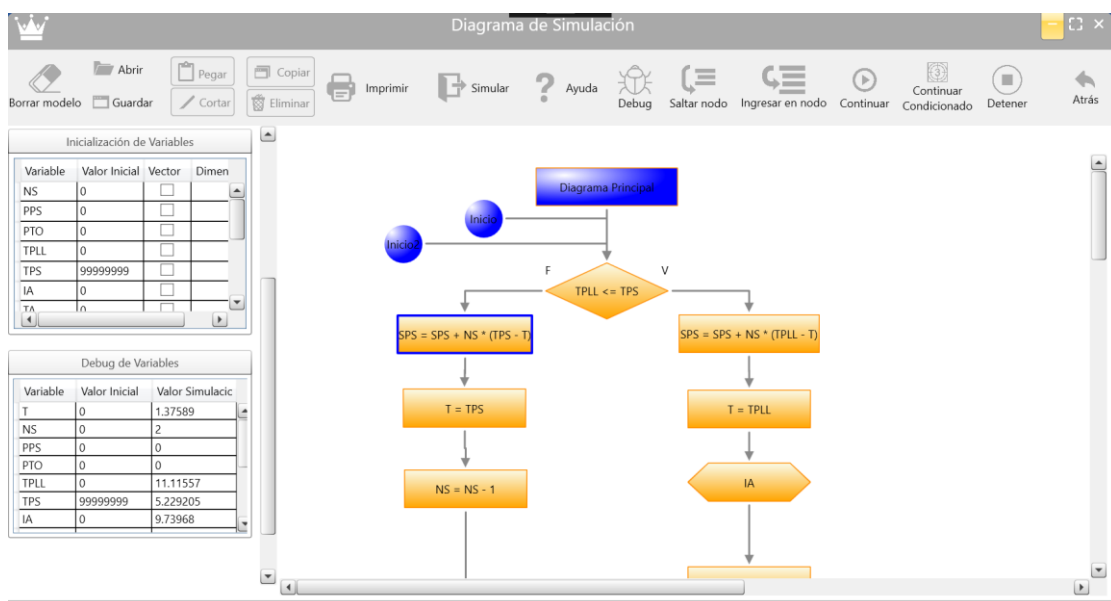 Diagrama de Simulación
Borrar modelo
Abrir
Guardar
Pegar
Cortar
Copiar
Eliminar
Imprimir
Simular
? Ayuda
Debug
Saltar nodo
Ingresar en nodo
Continuar
3
Continuar
Condicionado
Detener
Atrás
Inicialización de Variables
Variable Valor Inicial Vector Dimen
NS 0
PPS 0
PTO 0
TPLL 0
TPS 99999999
IA 0
TA 0
Debug de Variables
Variable Valor Inicial Valor Simulacic
T 0 1.37589
NS 0 2
PPS 0 0
PTO 0 0
TPLL 0 11.11557
TPS 99999999 5.229205
IA 0 9.73968
Diagrama Principal
Inicio
Inicio2
F
V
TPLL <= TPS
SPS = SPS + NS * (TPS - T)
SPS = SPS + NS * (TPLL - T)
T = TPS
T = TPLL
NS = NS - 1
IA